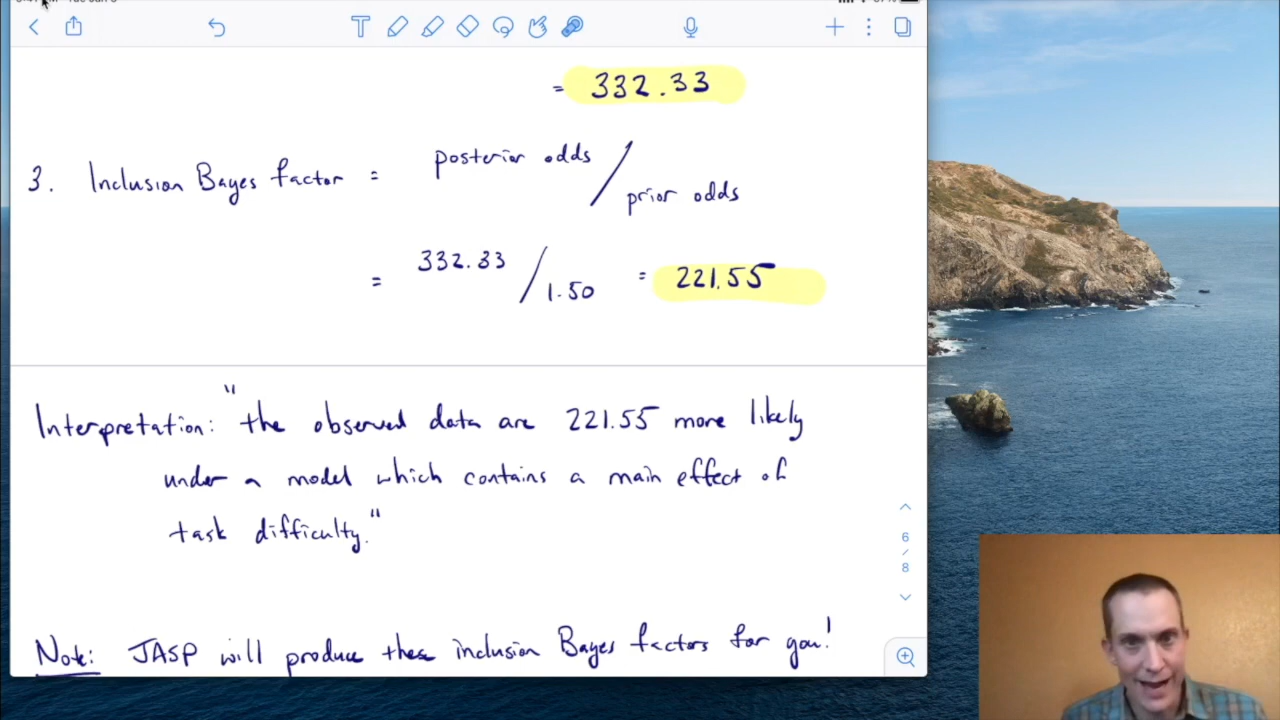 = 332.33
3. Inclusion Bayes factor = posterior odds / prior odds
= 332.33 / 1.50 = 221.55
Interpretation: "the observed data are 221.55 more likely
under a model which contains a main effect of
task difficulty."
6
/
8
Note: JASP will produce these inclusion Bayes factors for you!